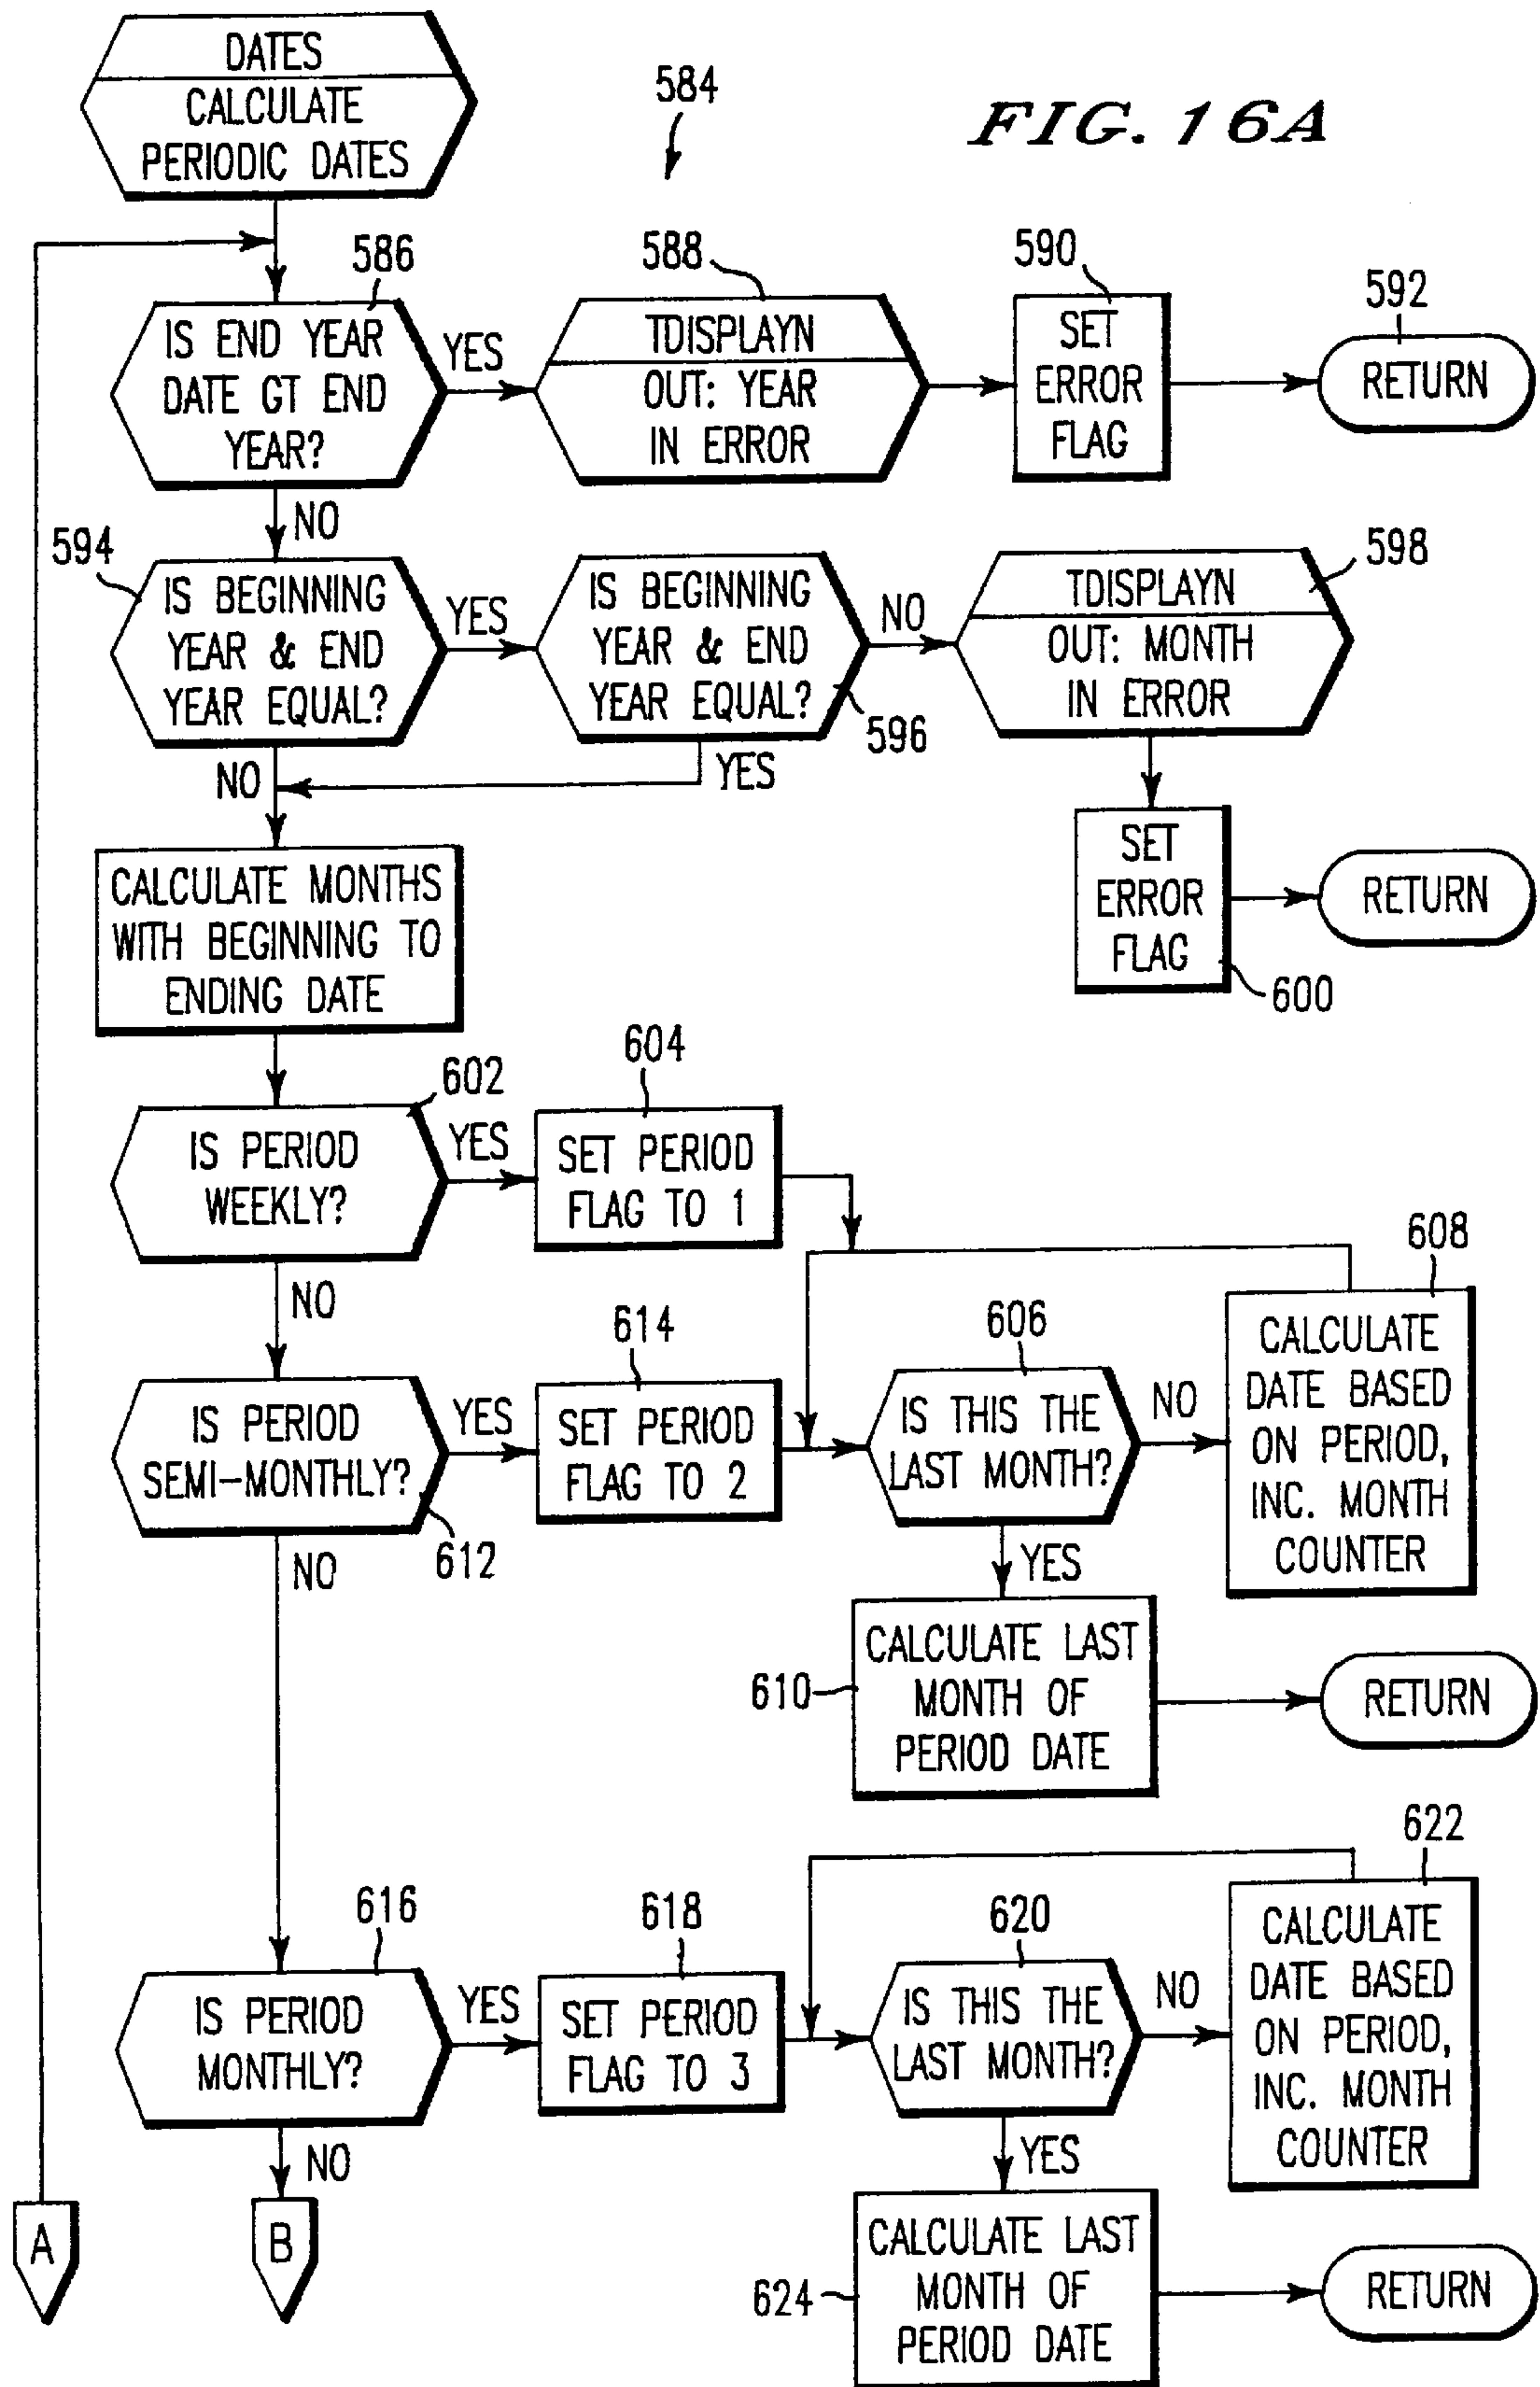 DATES
CALCULATE
PERIODIC DATES
584
FIG. 16A
586
IS END YEAR
DATE GT END
YEAR?
YES
588
TDISPLAYN
OUT: YEAR
IN ERROR
590
SET
ERROR
FLAG
592
RETURN
NO
594
IS BEGINNING
YEAR & END
YEAR EQUAL?
YES
IS BEGINNING
YEAR & END
YEAR EQUAL?
596
NO
598
TDISPLAYN
OUT: MONTH
IN ERROR
NO
YES
SET
ERROR
FLAG
600
RETURN
CALCULATE MONTHS
WITH BEGINNING TO
ENDING DATE
602
IS PERIOD
WEEKLY?
YES
604
SET PERIOD
FLAG TO 1
NO
608
CALCULATE
DATE BASED
ON PERIOD,
INC. MONTH
COUNTER
IS PERIOD
SEMI-MONTHLY?
612
YES
614
SET PERIOD
FLAG TO 2
606
IS THIS THE
LAST MONTH?
NO
YES
NO
610
CALCULATE LAST
MONTH OF
PERIOD DATE
RETURN
616
IS PERIOD
MONTHLY?
YES
618
SET PERIOD
FLAG TO 3
620
IS THIS THE
LAST MONTH?
NO
622
CALCULATE
DATE BASED
ON PERIOD,
INC. MONTH
COUNTER
NO
YES
A
B
624
CALCULATE LAST
MONTH OF
PERIOD DATE
RETURN